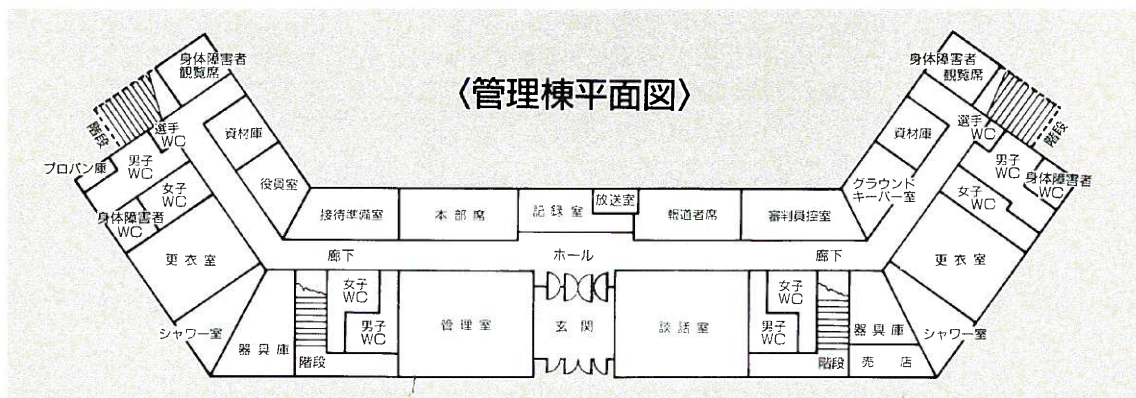 〈管理棟平面図〉
身体障害者
観覧席
階段
選手
WC
プロパン庫
男子
WC
女子
WC
身体障害者
WC
更衣室
シャワー室
資材庫
役員室
接待準備室
本部席
記録室
放送室
報道者席
審判員控室
廊下
ホール
廊下
器具庫
階段
女子
WC
男子
WC
管理室
玄関
談話室
女子
WC
男子
WC
階段
器具庫
売店
身体障害者
観覧席
階段
選手
WC
資材庫
グラウンド
キーパー室
男子
WC
身体障害者
WC
女子
WC
更衣室
シャワー室